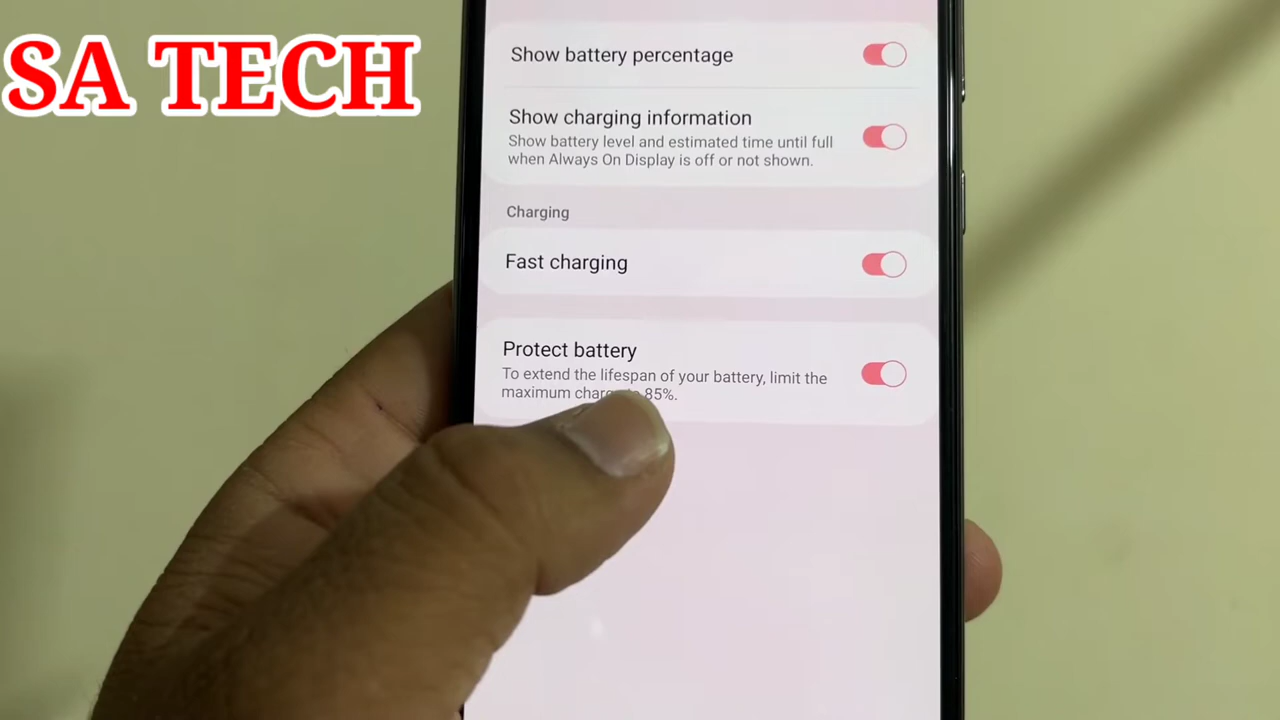 SA TECH
Show battery percentage
Show charging information
Show battery level and estimated time until full
when Always On Display is off or not shown.
Charging
Fast charging
Protect battery
To extend the lifespan of your battery, limit the
maximum 85%.